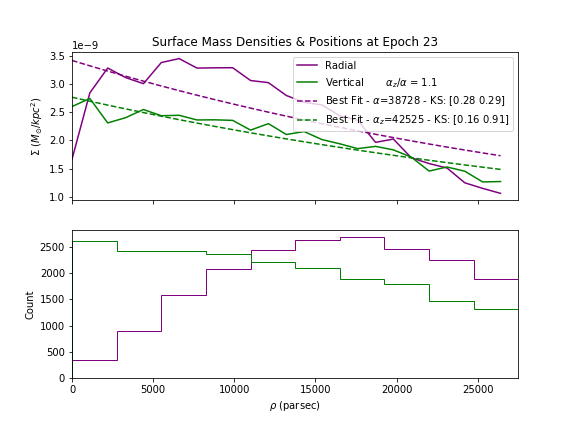 Surface Mass Densities & Positions at Epoch 23
1e−9
3.5
3.0
2.5
2.0
1.5
1.0
Σ (M⊙/kpc²)
Radial
Vertical α_z/α = 1.1
Best Fit - α=38728 - KS: [0.28 0.29]
Best Fit - α_z=42525 - KS: [0.16 0.91]
2500
2000
1500
1000
500
0
Count
0 5000 10000 15000 20000 25000
ρ (parsec)